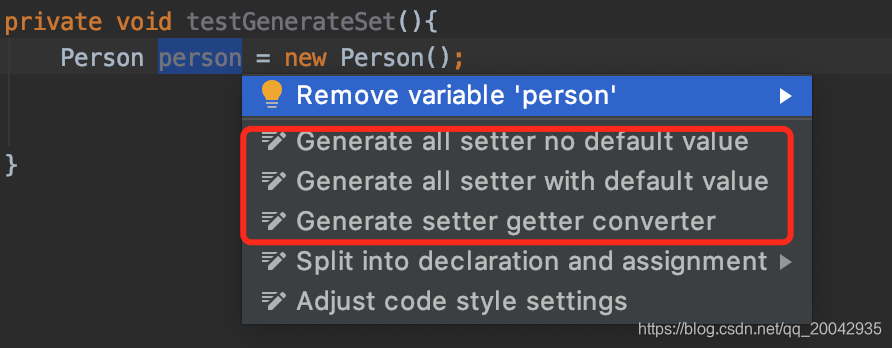 private void testGenerateSet(){
Person person = new Person();
Remove variable 'person'
Generate all setter no default value
Generate all setter with default value
Generate setter getter converter
}
Split into declaration and assignment
Adjust code style settings
https://blog.csdn.net/qq_20042935